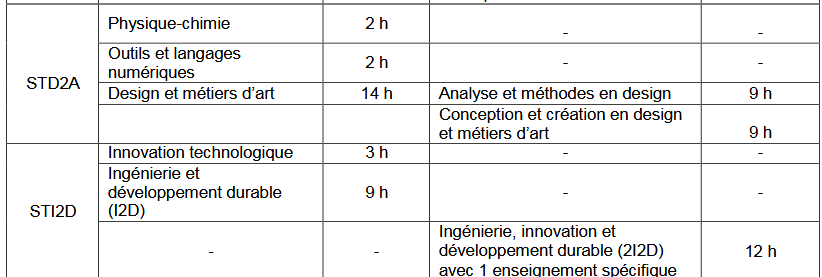 Physique-chimie 2 h - -
Outils et langages
numériques 2 h - -
STD2A
Design et métiers d'art 14 h Analyse et méthodes en design 9 h
Conception et création en design
et métiers d'art 9 h
Innovation technologique 3 h - -
Ingénierie et
développement durable 9 h - -
(I2D)
STI2D
- - Ingénierie, innovation et
développement durable (2I2D) 12 h
avec 1 enseignement spécifique